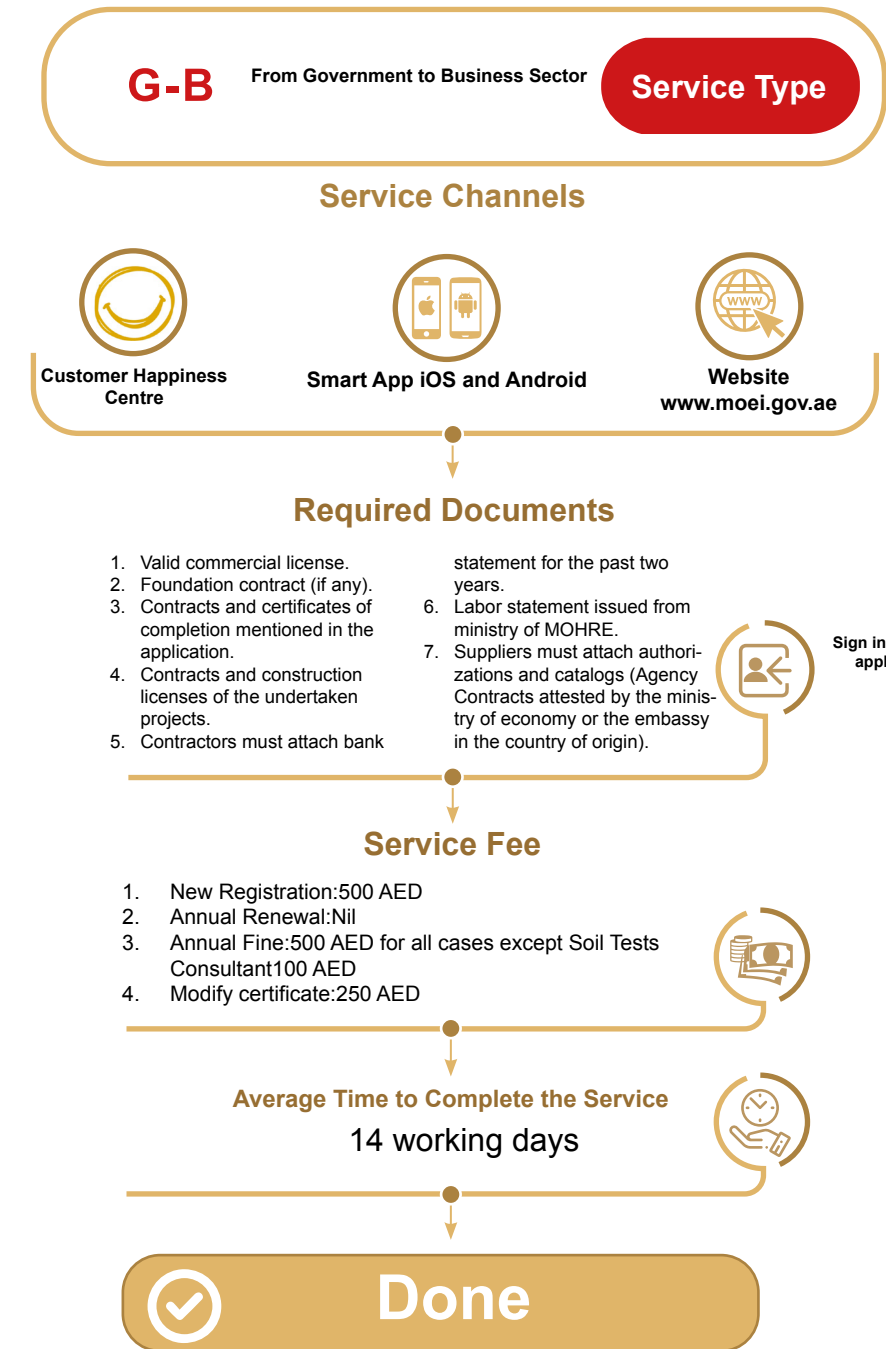 G-B
From Government to Business Sector
Service Type
Service Channels
www
Customer Happiness
Centre
Smart App iOS and Android
Website
www.moei.gov.ae
Required Documents
1. Valid commercial license.
2. Foundation contract (if any).
3. Contracts and certificates of
completion mentioned in the
application.
4. Contracts and construction
licenses of the undertaken
projects.
5. Contractors must attach bank
statement for the past two
years.
6. Labor statement issued from
ministry of MOHRE.
7. Suppliers must attach authori-
zations and catalogs (Agency
Contracts attested by the minis-
try of economy or the embassy
in the country of origin).
Sign in
appl
Service Fee
1. New Registration:500 AED
2. Annual Renewal:Nil
3. Annual Fine:500 AED for all cases except Soil Tests
Consultant100 AED
4. Modify certificate:250 AED
Average Time to Complete the Service
14 working days
Done